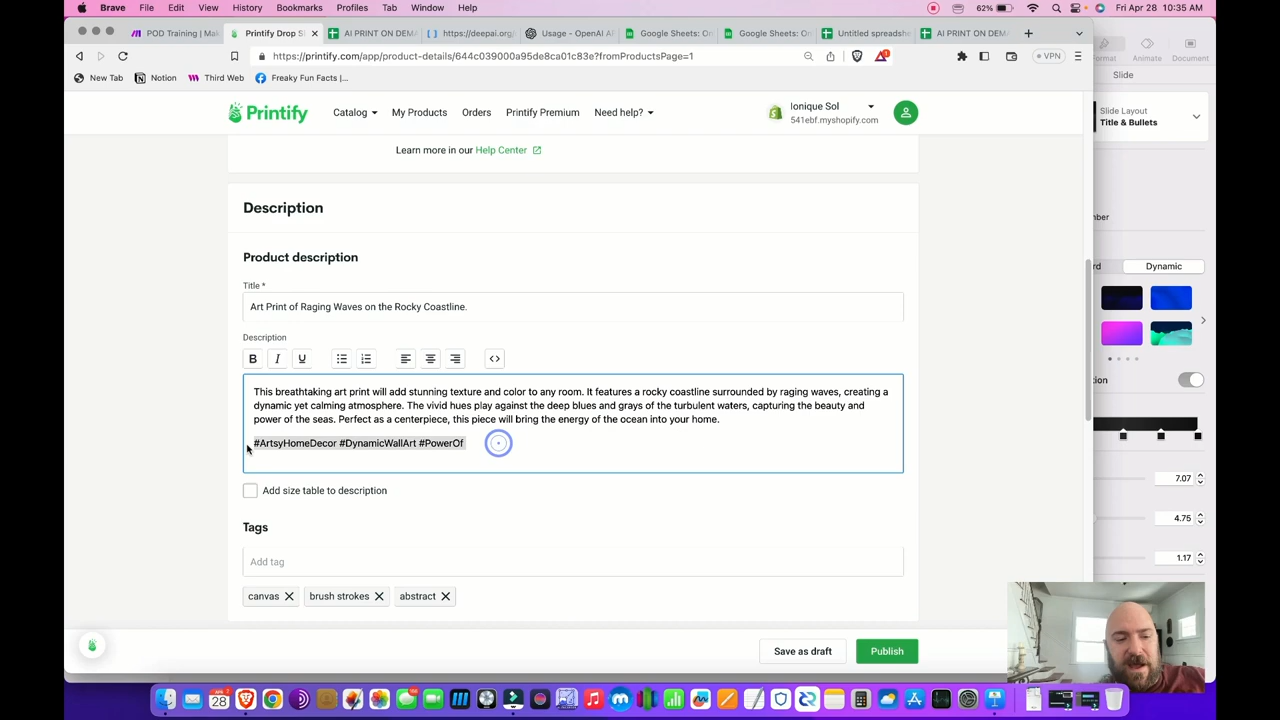 Brave File Edit View History Bookmarks Profiles Tab Window Help 62% Fri Apr 28 10:35 AM
POD Training | Mak Printify Drop S AI PRINT ON DEM https://deepai.org/ Usage - OpenAI AI Google Sheets: On Google Sheets: On Untitled spreadshe AI PRINT ON DEMA
https://printify.com/app/product-details/644c039000a95de8ca01c83e?fromProductsPage=1 1 VPN
New Tab Notion Third Web Freaky Fun Facts |...
Format Animate Document
Slide
Slide Layout
Title & Bullets
Printify Catalog My Products Orders Printify Premium Need help? Ionique Sol
541ebf.myshopify.com
Learn more in our Help Center
Description
Product description
Title *
Art Print of Raging Waves on the Rocky Coastline.
Description
B I U
This breathtaking art print will add stunning texture and color to any room. It features a rocky coastline surrounded by raging waves, creating a
dynamic yet calming atmosphere. The vivid hues play against the deep blues and grays of the turbulent waters, capturing the beauty and
power of the seas. Perfect as a centerpiece, this piece will bring the energy of the ocean into your home.
#ArtsyHomeDecor #DynamicWallArt #PowerOf
Add size table to description
Tags
Add tag
canvas brush strokes abstract
Save as draft Publish
mber
rd Dynamic
tion
7.07
4.75
1.17
APR
28